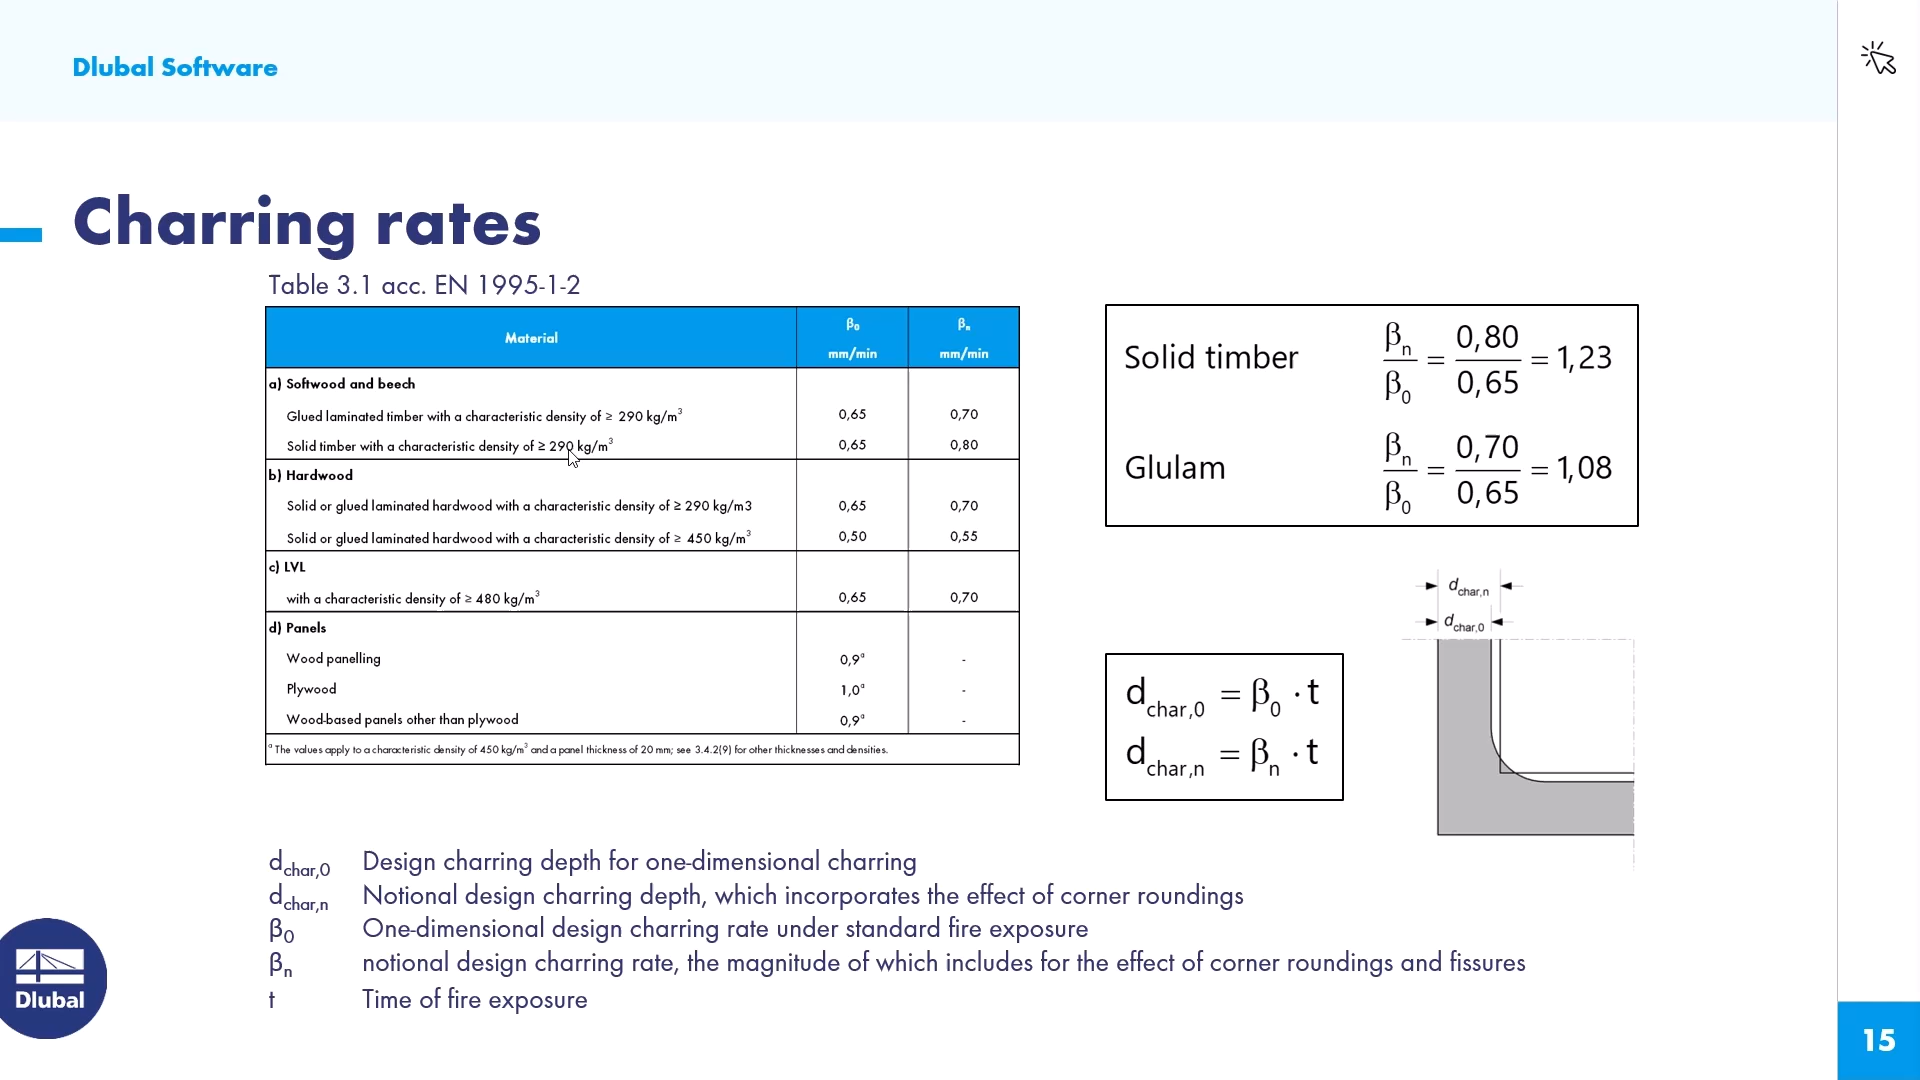 Dlubal Software
Charring rates
Table 3.1 acc. EN 1995-1-2
Material β₀ mm/min βₙ mm/min
a) Softwood and beech
Glued laminated timber with a characteristic density of ≥ 290 kg/m³ 0,65 0,70
Solid timber with a characteristic density of ≥ 290 kg/m³ 0,65 0,80
b) Hardwood
Solid or glued laminated hardwood with a characteristic density of ≥ 290 kg/m3 0,65 0,70
Solid or glued laminated hardwood with a characteristic density of ≥ 450 kg/m³ 0,50 0,55
c) LVL
with a characteristic density of ≥ 480 kg/m³ 0,65 0,70
d) Panels
Wood panelling 0,9ᵃ -
Plywood 1,0ᵃ -
Wood-based panels other than plywood 0,9ᵃ -
ᵃ The values apply to a characteristic density of 450 kg/m³ and a panel thickness of 20 mm; see 3.4.2(9) for other thicknesses and densities.
Solid timber βₙ/β₀ = 0,80/0,65 = 1,23
Glulam βₙ/β₀ = 0,70/0,65 = 1,08
d char,n
d char,0
d char,0 = β₀ · t
d char,n = βₙ · t
d char,0 Design charring depth for one-dimensional charring
d char,n Notional design charring depth, which incorporates the effect of corner roundings
β₀ One-dimensional design charring rate under standard fire exposure
βₙ notional design charring rate, the magnitude of which includes for the effect of corner roundings and fissures
t Time of fire exposure
Dlubal
15